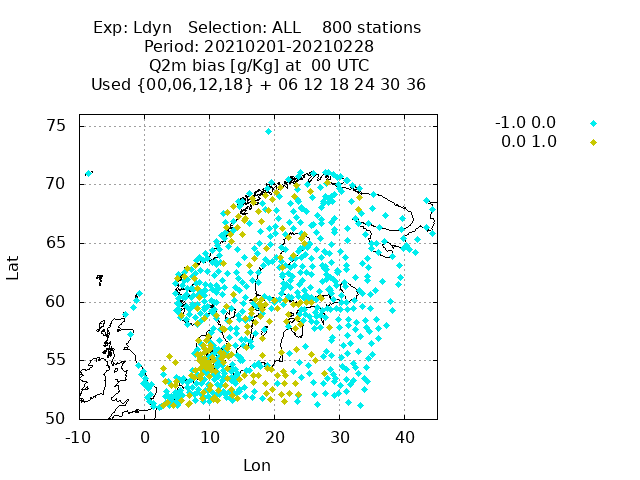 Exp: Ldyn   Selection: ALL    800 stations
Period: 20210201-20210228
Q2m bias [g/Kg] at  00 UTC
Used {00,06,12,18} + 06 12 18 24 30 36
-1.0 0.0
0.0 1.0
75
70
65
60
55
50
Lat
-10 0 10 20 30 40
Lon